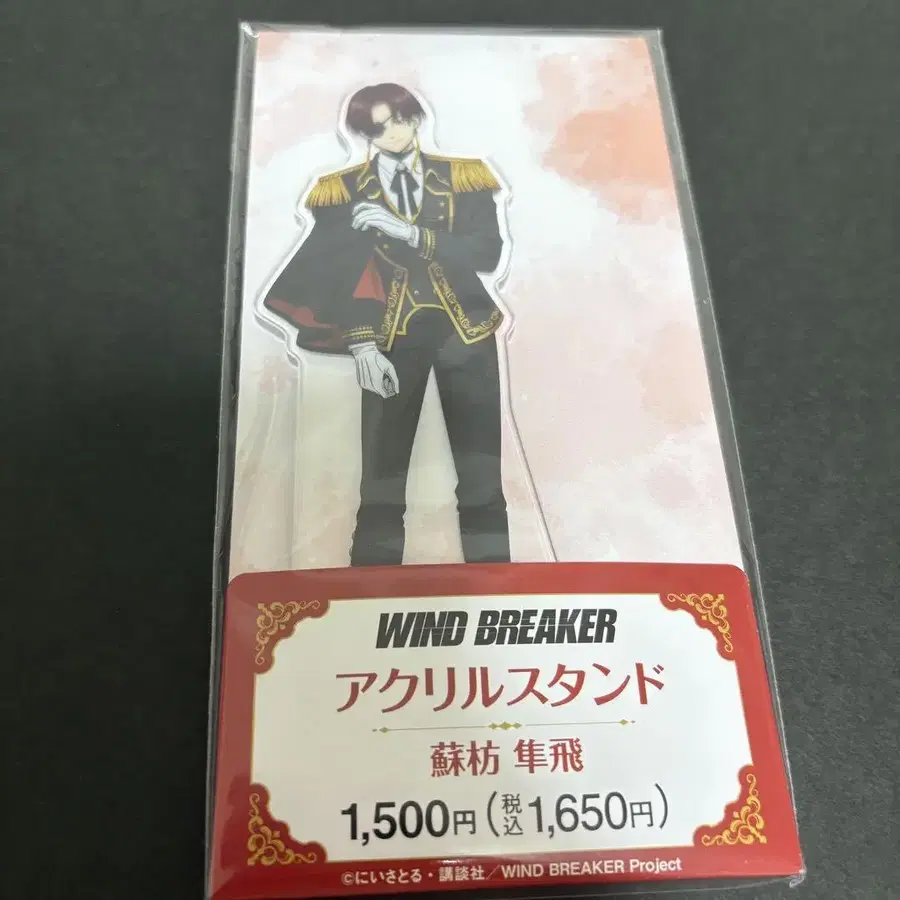 WIND BREAKER
アクリルスタンド
蘇枋 隼飛
1,500円(税込1,650円)
©にいさとる・講談社/WIND BREAKER Project